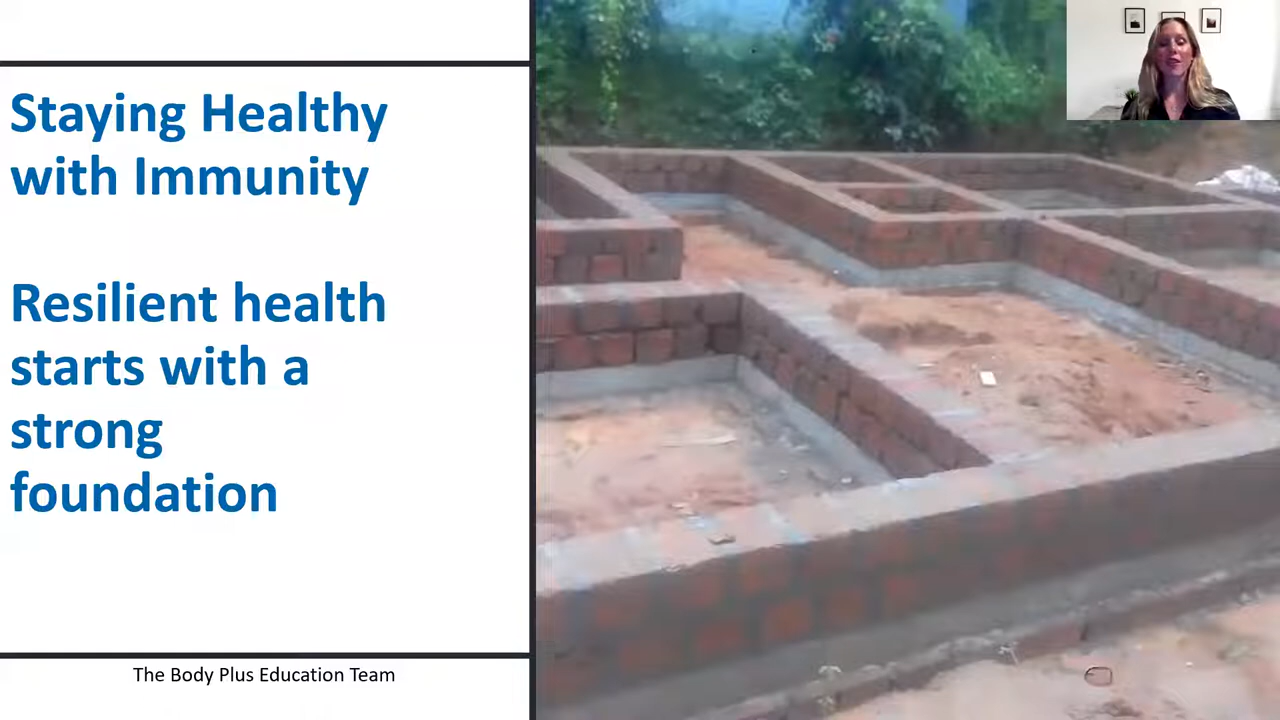 Staying Healthy
with Immunity
Resilient health
starts with a
strong
foundation
The Body Plus Education Team